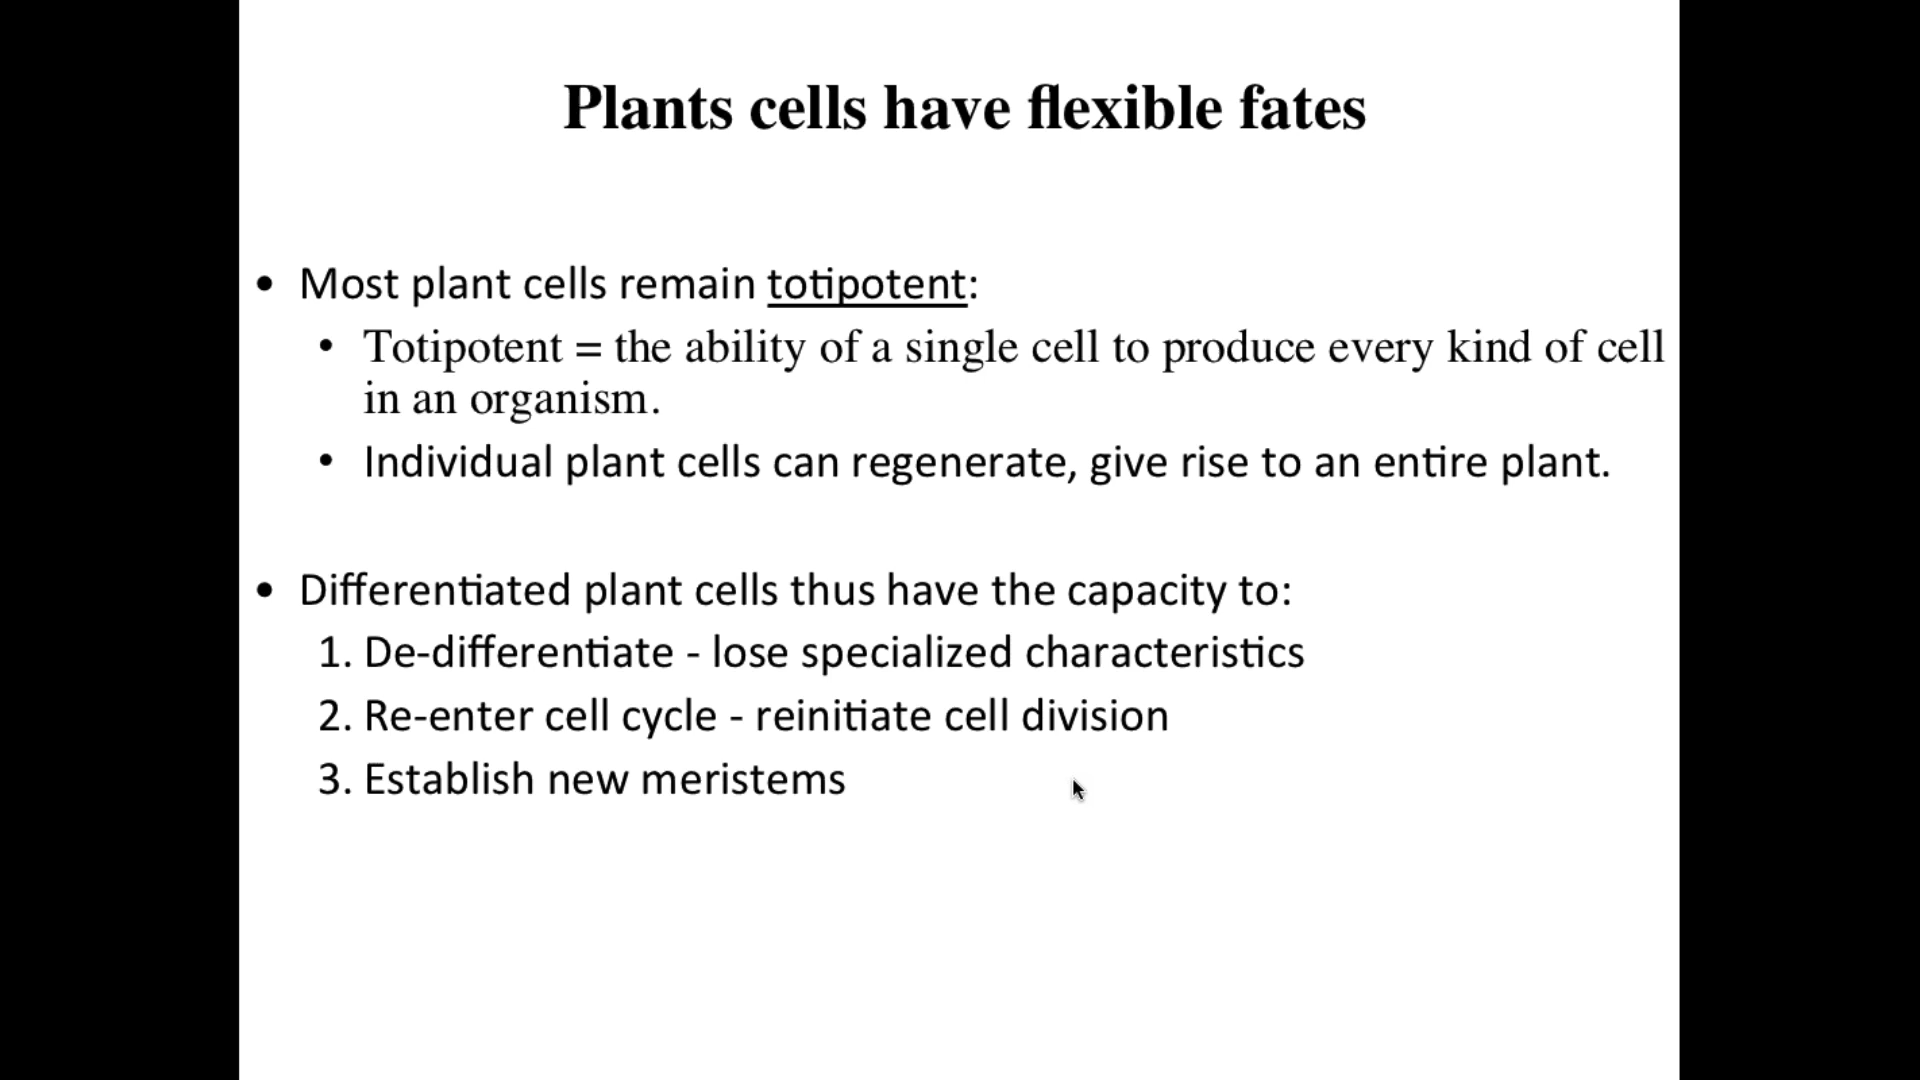 Plants cells have flexible fates
• Most plant cells remain totipotent:
• Totipotent = the ability of a single cell to produce every kind of cell
in an organism.
• Individual plant cells can regenerate, give rise to an entire plant.
• Differentiated plant cells thus have the capacity to:
1. De-differentiate - lose specialized characteristics
2. Re-enter cell cycle - reinitiate cell division
3. Establish new meristems